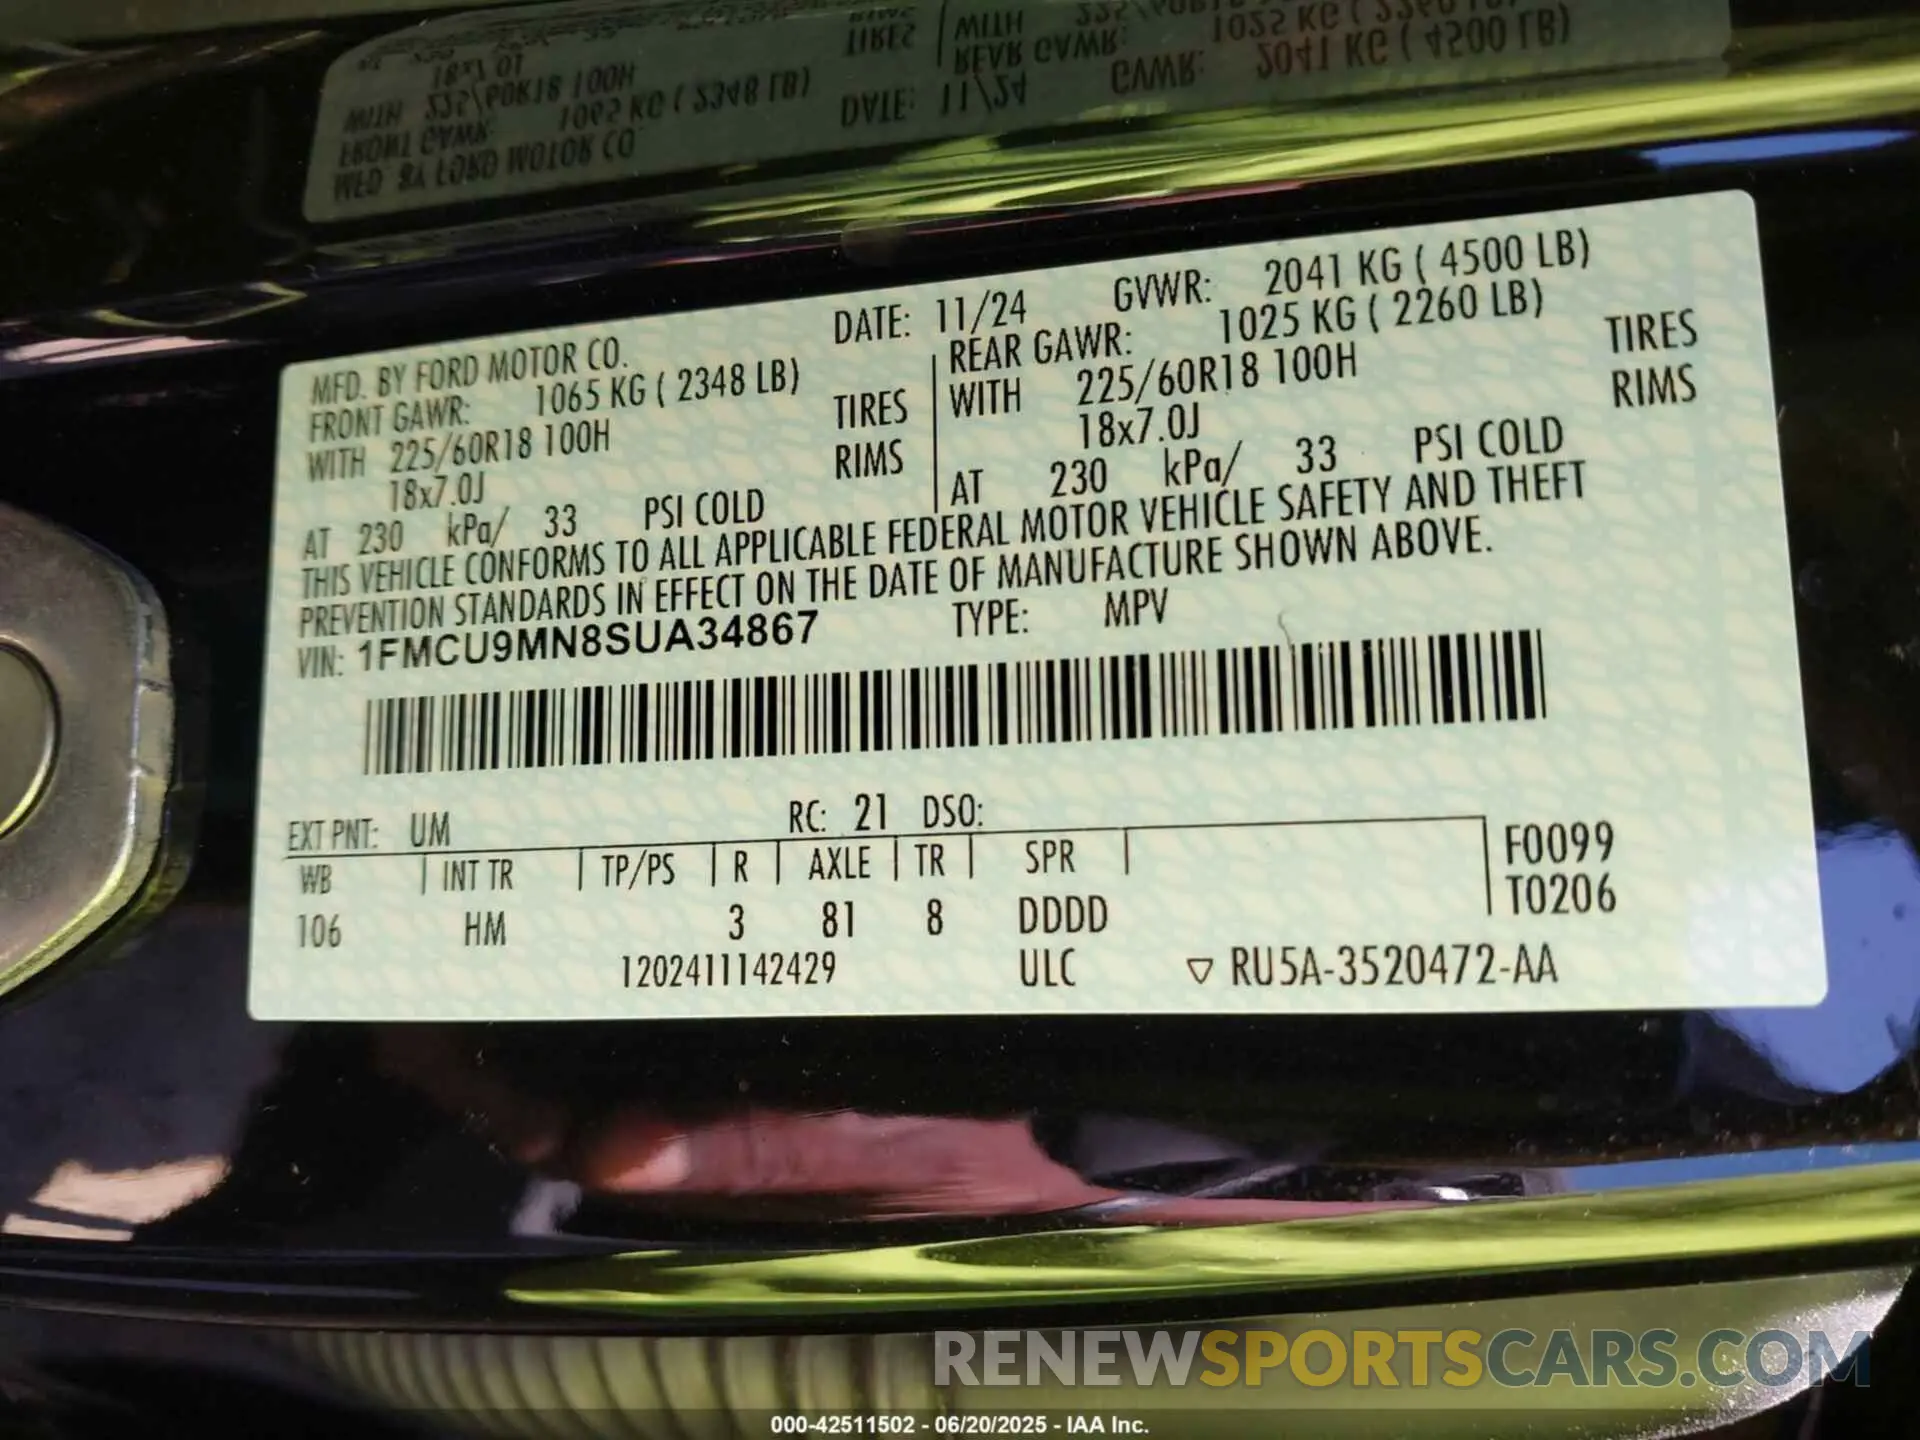 MFD. BY FORD MOTOR CO. DATE: 11/24 GVWR: 2041 KG ( 4500 LB)
FRONT GAWR: 1065 KG ( 2348 LB) REAR GAWR: 1025 KG ( 2260 LB)
WITH 225/60R18 100H TIRES WITH 225/60R18 100H TIRES
18x7.0J RIMS 18x7.0J RIMS
AT 230 kPa/ 33 PSI COLD AT 230 kPa/ 33 PSI COLD
THIS VEHICLE CONFORMS TO ALL APPLICABLE FEDERAL MOTOR VEHICLE SAFETY AND THEFT
PREVENTION STANDARDS IN EFFECT ON THE DATE OF MANUFACTURE SHOWN ABOVE.
VIN: 1FMCU9MN8SUA34867 TYPE: MPV
EXT PNT: UM RC: 21 DSO:
WB INT TR TP/PS R AXLE TR SPR F0099
106 HM 3 81 8 DDDD T0206
1202411142429 ULC ▽ RU5A-3520472-AA
RENEWSPORTSCARS.COM
000-42511502 - 06/20/2025 - IAA Inc.